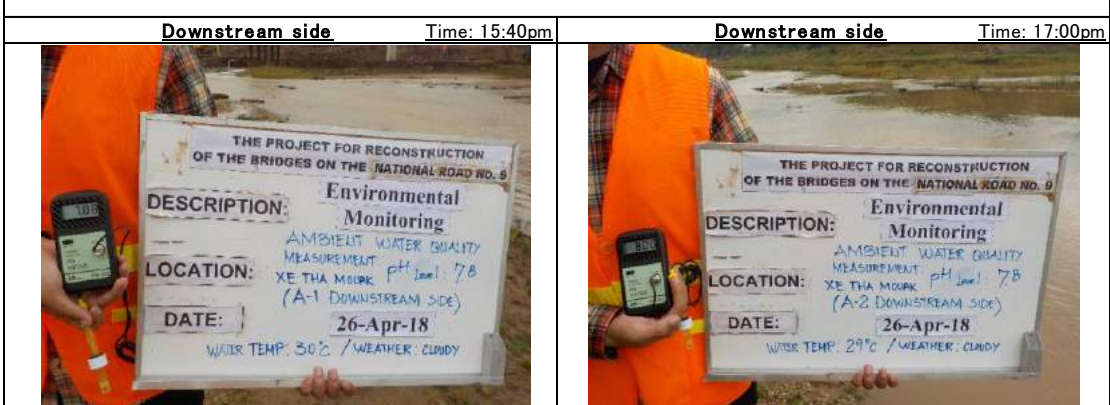 Downstream side Time: 15:40pm
THE PROJECT FOR RECONSTRUCTION
OF THE BRIDGES ON THE NATIONAL ROAD NO. 9
DESCRIPTION: Environmental
Monitoring
AMBIENT WATER QUALITY
MEASUREMENT pH Level: 7.8
LOCATION: XE THA MOUAK
(A-1 DOWNSTREAM SIDE)
DATE: 26-Apr-18
WATER TEMP: 30°C / WEATHER: CLOUDY
Downstream side Time: 17:00pm
THE PROJECT FOR RECONSTRUCTION
OF THE BRIDGES ON THE NATIONAL ROAD NO. 9
DESCRIPTION: Environmental
Monitoring
AMBIENT WATER QUALITY
MEASUREMENT pH Level: 7.8
LOCATION: XE THA MOUAK
(A-2 DOWNSTREAM SIDE)
DATE: 26-Apr-18
WATER TEMP: 29°C / WEATHER: CLOUDY